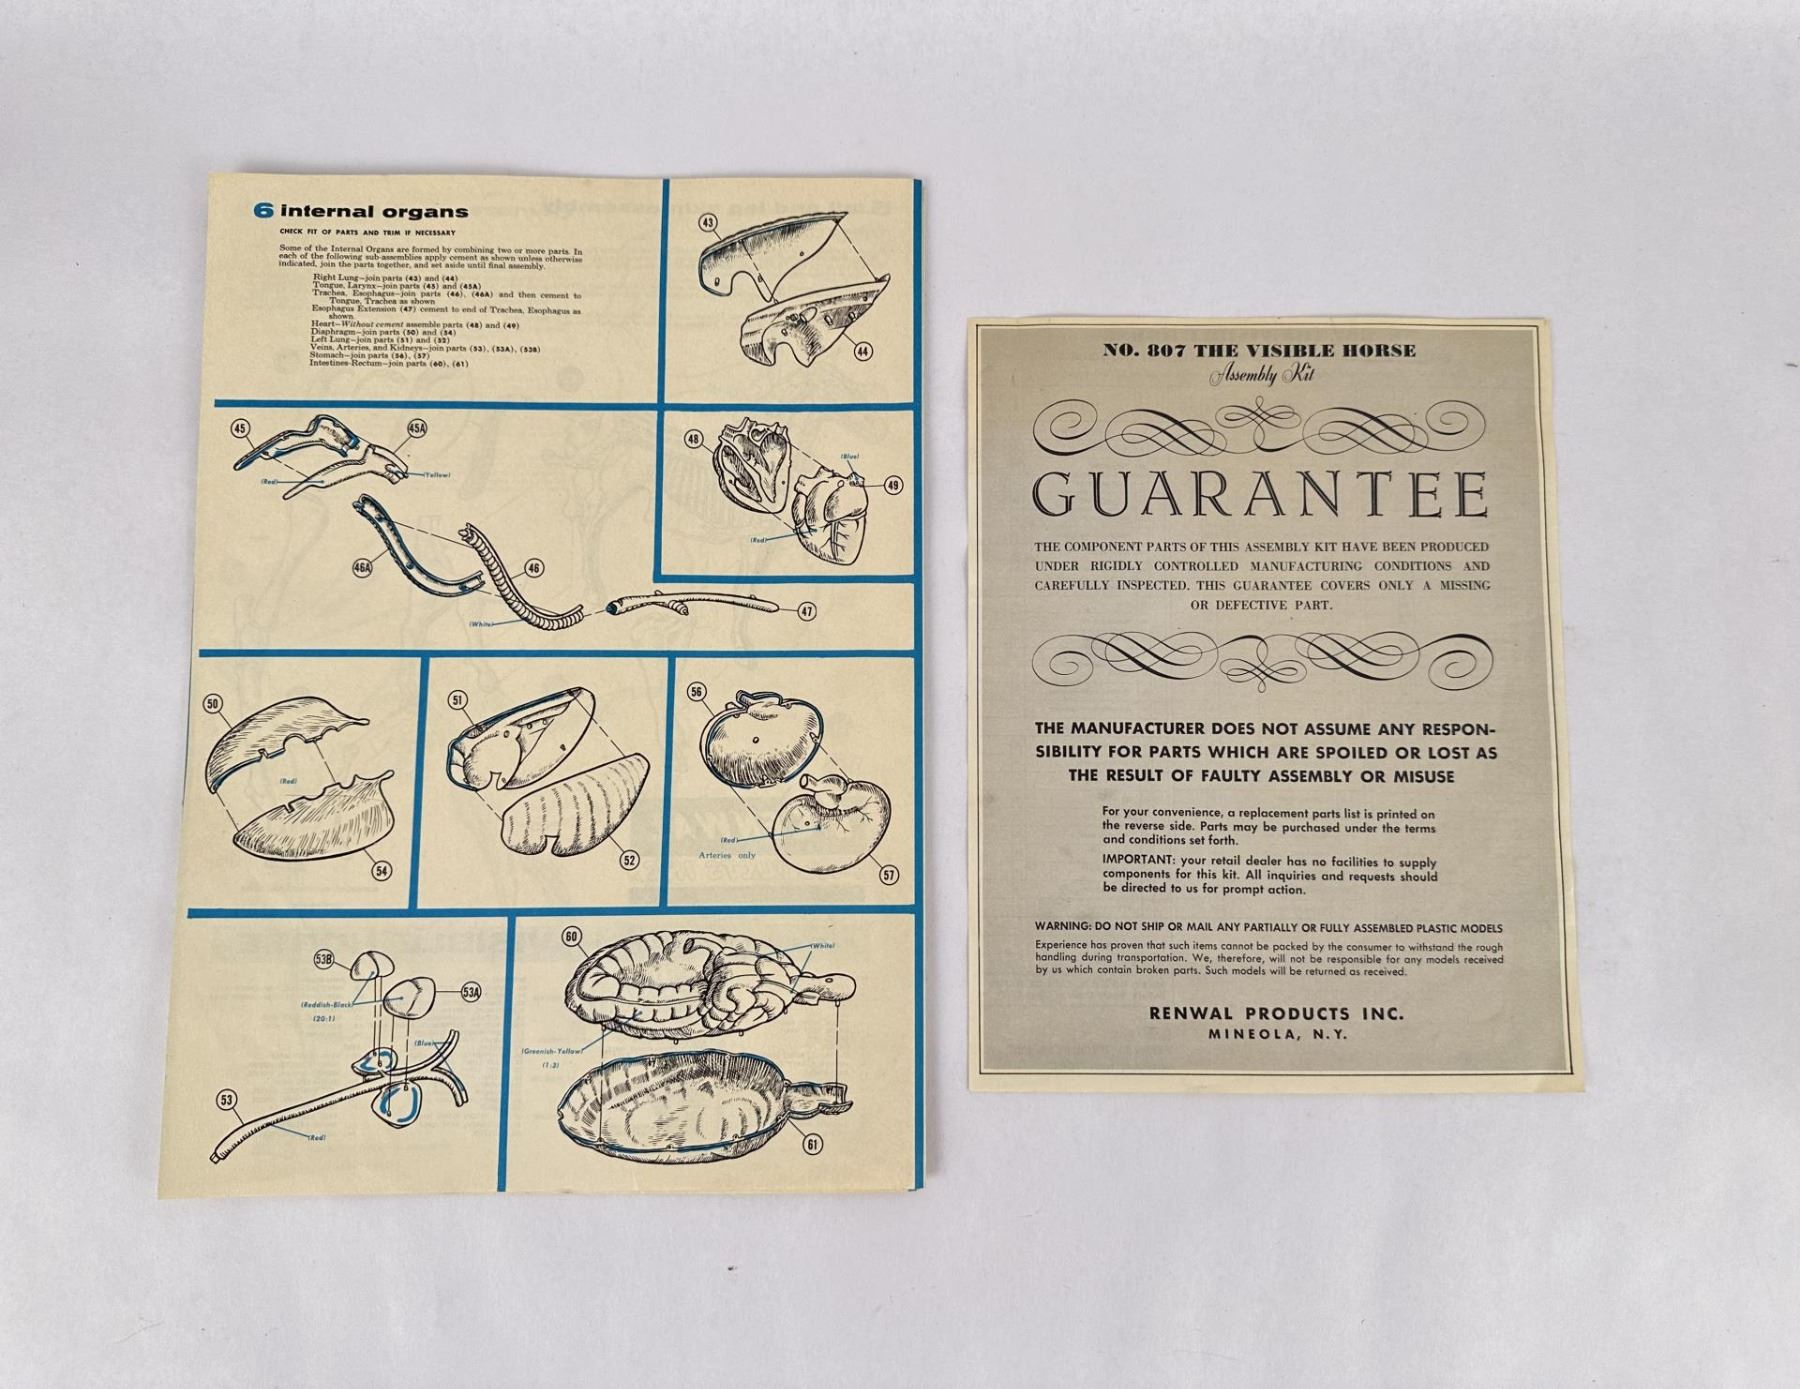 6 internal organs
CHECK FIT OF PARTS AND TRIM IF NECESSARY
Some of the Internal Organs are formed by combining two or more parts. In
each of the following sub-assemblies apply cement as shown unless otherwise
indicated, join the parts together, and set aside until final assembly.
Right Lung—join parts (43) and (44)
Tongue, Larynx—join parts (45) and (45A)
Trachea, Esophagus—join parts (46), (46A) and then cement to
Tongue, Trachea as shown
Esophagus Extension (47) cement to end of Trachea, Esophagus as
shown.
Heart—Without cement assemble parts (48) and (49)
Diaphragm—join parts (50) and (54)
Left Lung—join parts (51) and (52)
Veins, Arteries, and Kidneys—join parts (53), (53A), (53B)
Stomach—join parts (56), (57)
Intestines-Rectum—join parts (60), (61)
43
44
45
45A
(Yellow)
(Red)
46A
46
(White)
47
48
(Blue)
49
(Red)
50
(Red)
54
51
52
56
(Red)
Arteries only
57
53B
53A
(Reddish-Black)
(20:1)
(Blue)
53
(Red)
60
(White)
(Greenish-Yellow)
(1:3)
61
NO. 807 THE VISIBLE HORSE
Assembly Kit
GUARANTEE
THE COMPONENT PARTS OF THIS ASSEMBLY KIT HAVE BEEN PRODUCED
UNDER RIGIDLY CONTROLLED MANUFACTURING CONDITIONS AND
CAREFULLY INSPECTED. THIS GUARANTEE COVERS ONLY A MISSING
OR DEFECTIVE PART.
THE MANUFACTURER DOES NOT ASSUME ANY RESPON-
SIBILITY FOR PARTS WHICH ARE SPOILED OR LOST AS
THE RESULT OF FAULTY ASSEMBLY OR MISUSE
For your convenience, a replacement parts list is printed on
the reverse side. Parts may be purchased under the terms
and conditions set forth.
IMPORTANT: your retail dealer has no facilities to supply
components for this kit. All inquiries and requests should
be directed to us for prompt action.
WARNING: DO NOT SHIP OR MAIL ANY PARTIALLY OR FULLY ASSEMBLED PLASTIC MODELS
Experience has proven that such items cannot be packed by the consumer to withstand the rough
handling during transportation. We, therefore, will not be responsible for any models received
by us which contain broken parts. Such models will be returned as received.
RENWAL PRODUCTS INC.
MINEOLA, N.Y.